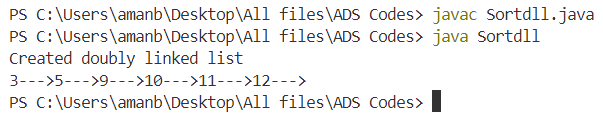 PS C:\Users\amanb\Desktop\All files\ADS Codes> javac Sortdll.java
PS C:\Users\amanb\Desktop\All files\ADS Codes> java Sortdll
Created doubly linked list
3--->5--->9--->10--->11--->12--->
PS C:\Users\amanb\Desktop\All files\ADS Codes>